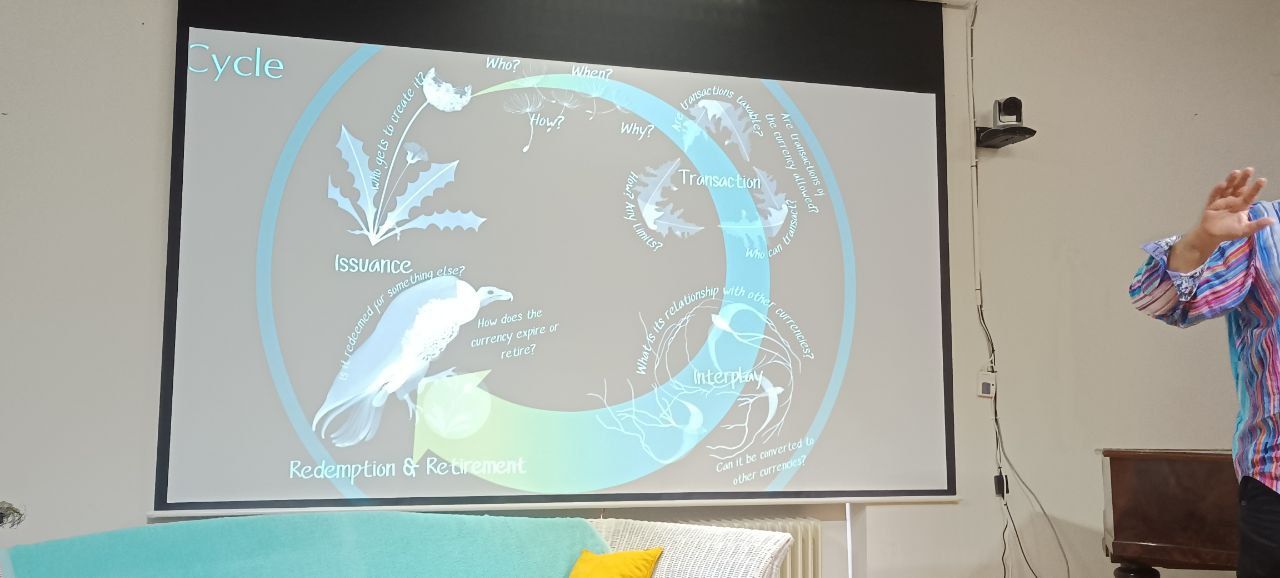 Cycle
Who?
When?
How?
Why?
Who gets to create it?
Issuance
Are transactions taxable?
Are transactions of
the currency allowed?
Transaction
How? Any Limits?
Who can transact?
What is its relationship with other currencies?
Interplay
Can it be converted to
other currencies?
Is it redeemed for something else?
How does the
currency expire or
retire?
Redemption & Retirement